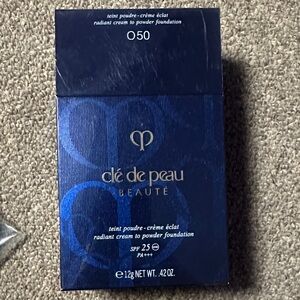 teint poudre-crème éclat
radiant cream to powder foundation
O50
clé de peau
BEAUTÉ
teint poudre-crème éclat
radiant cream to powder foundation
SPF 25
PA+++
℮12g NET WT. .42 OZ.